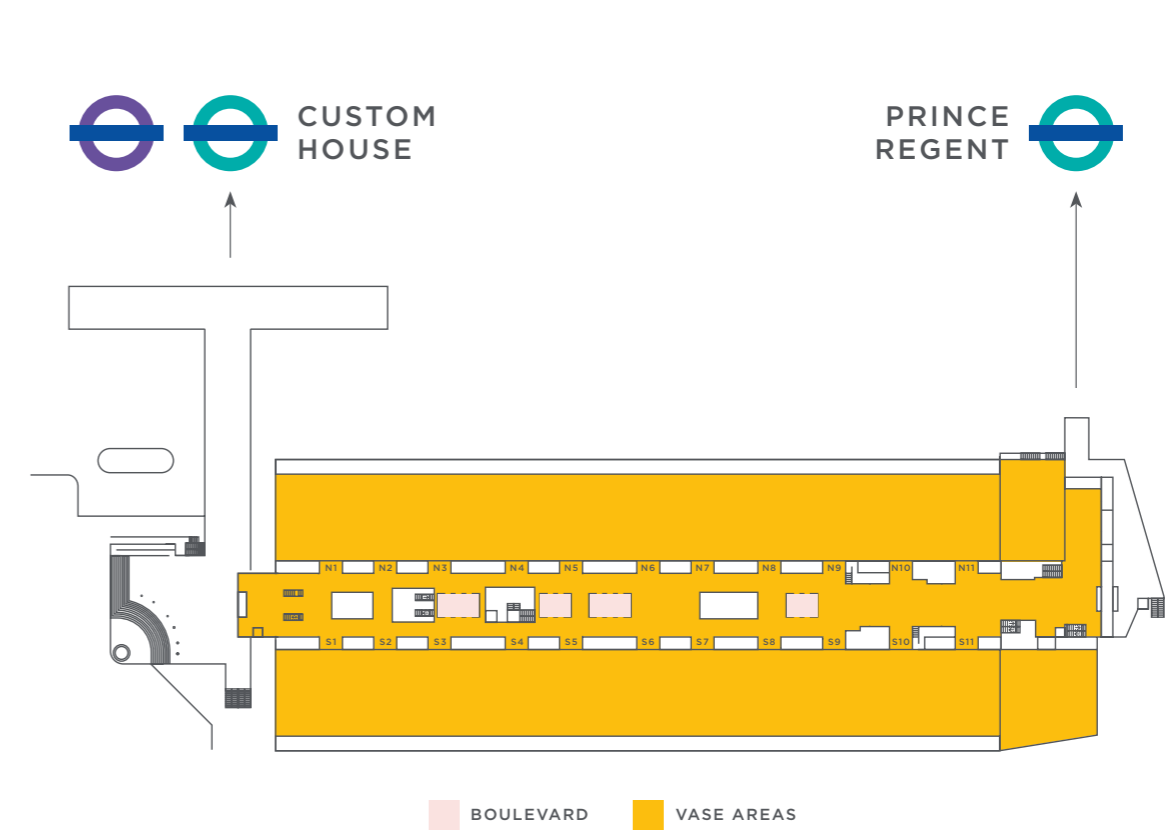 CUSTOM
HOUSE
PRINCE
REGENT
N1 N2 N3 N4 N5 N6 N7 N8 N9 N10 N11
S1 S2 S3 S4 S5 S6 S7 S8 S9 S10 S11
BOULEVARD VASE AREAS